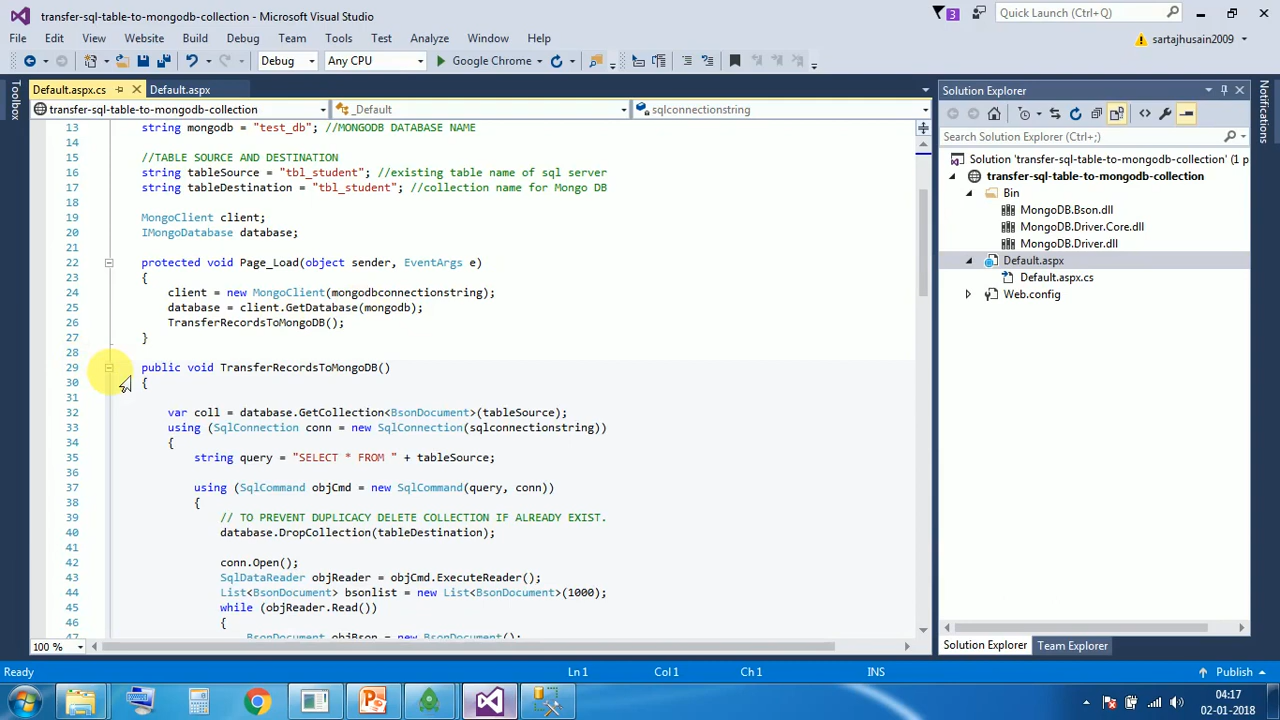 transfer-sql-table-to-mongodb-collection - Microsoft Visual Studio
3
Quick Launch (Ctrl+Q)
File Edit View Website Build Debug Team Tools Test Analyze Window Help
sartajhusain2009
Debug Any CPU Google Chrome
Toolbox
Default.aspx.cs Default.aspx
transfer-sql-table-to-mongodb-collection _Default sqlconnectionstring
13 string mongodb = "test_db"; //MONGODB DATABASE NAME
14
15 //TABLE SOURCE AND DESTINATION
16 string tableSource = "tbl_student"; //existing table name of sql server
17 string tableDestination = "tbl_student"; //collection name for Mongo DB
18
19 MongoClient client;
20 IMongoDatabase database;
21
22 protected void Page_Load(object sender, EventArgs e)
23 {
24 client = new MongoClient(mongodbconnectionstring);
25 database = client.GetDatabase(mongodb);
26 TransferRecordsToMongoDB();
27 }
28
29 public void TransferRecordsToMongoDB()
30 {
31
32 var coll = database.GetCollection<BsonDocument>(tableSource);
33 using (SqlConnection conn = new SqlConnection(sqlconnectionstring))
34 {
35 string query = "SELECT * FROM " + tableSource;
36
37 using (SqlCommand objCmd = new SqlCommand(query, conn))
38 {
39 // TO PREVENT DUPLICACY DELETE COLLECTION IF ALREADY EXIST.
40 database.DropCollection(tableDestination);
41
42 conn.Open();
43 SqlDataReader objReader = objCmd.ExecuteReader();
44 List<BsonDocument> bsonlist = new List<BsonDocument>(1000);
45 while (objReader.Read())
46 {
47 BsonDocument objBson = new BsonDocument();
100 %
Solution Explorer
Search Solution Explorer (Ctrl+;)
Solution 'transfer-sql-table-to-mongodb-collection' (1 p
transfer-sql-table-to-mongodb-collection
Bin
MongoDB.Bson.dll
MongoDB.Driver.Core.dll
MongoDB.Driver.dll
Default.aspx
Default.aspx.cs
Web.config
Solution Explorer Team Explorer
Notifications
Ready Ln 1 Col 1 Ch 1 INS Publish
04:17
02-01-2018